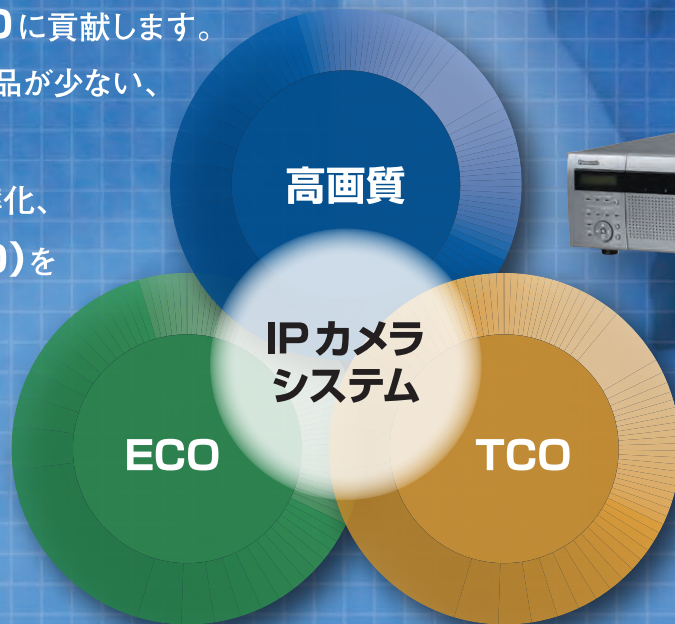 に貢献します。
品が少ない、
化、
を
高画質
IPカメラ
システム
ECO
TCO
Panasonic